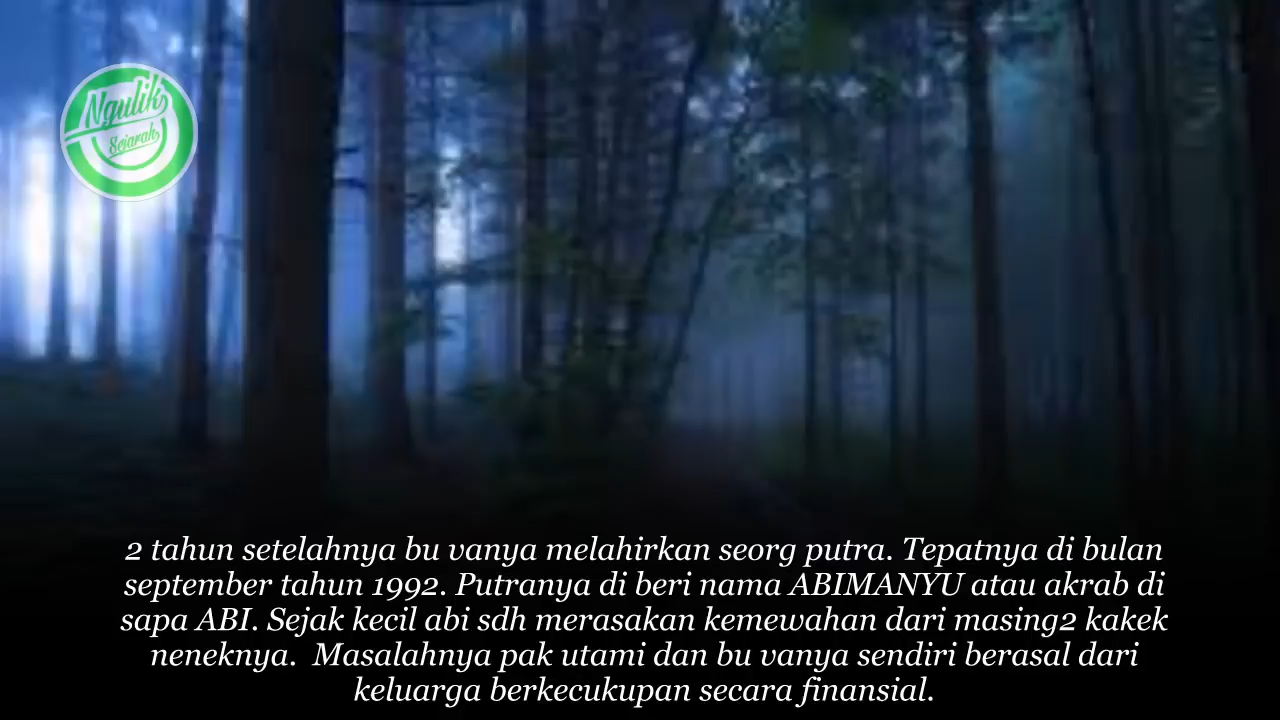 Ngulik
Sejarah
2 tahun setelahnya bu vanya melahirkan seorg putra. Tepatnya di bulan
september tahun 1992. Putranya di beri nama ABIMANYU atau akrab di
sapa ABI. Sejak kecil abi sdh merasakan kemewahan dari masing2 kakek
neneknya.  Masalahnya pak utami dan bu vanya sendiri berasal dari
keluarga berkecukupan secara finansial.